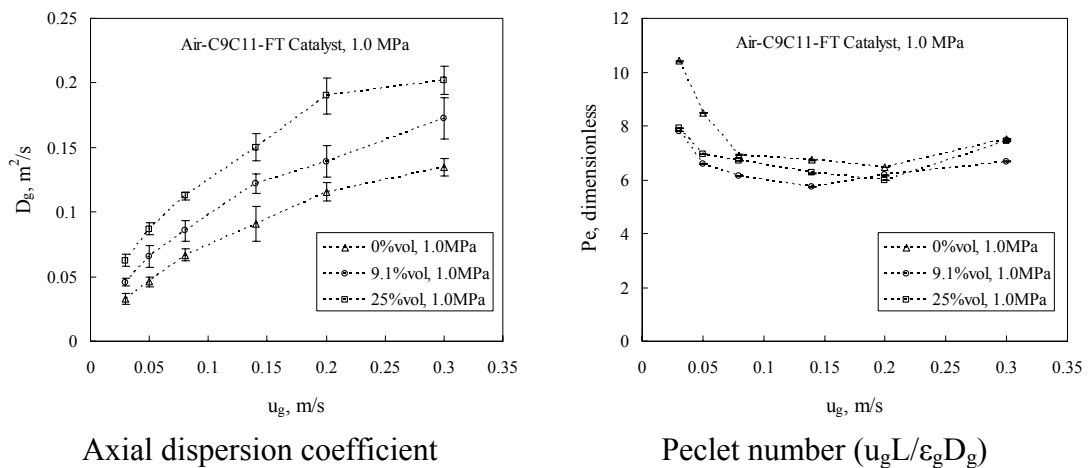 Air-C9C11-FT Catalyst, 1.0 MPa
0.25
0.2
0.15
0.1
0.05
0
D_g, m²/s
0%vol, 1.0MPa
9.1%vol, 1.0MPa
25%vol, 1.0MPa
0 0.05 0.1 0.15 0.2 0.25 0.3 0.35
u_g, m/s
Axial dispersion coefficient
Air-C9C11-FT Catalyst, 1.0 MPa
12
10
8
6
4
2
0
Pe, dimensionless
0%vol, 1.0MPa
9.1%vol, 1.0MPa
25%vol, 1.0MPa
0 0.05 0.1 0.15 0.2 0.25 0.3 0.35
u_g, m/s
Peclet number (u_gL/ε_gD_g)